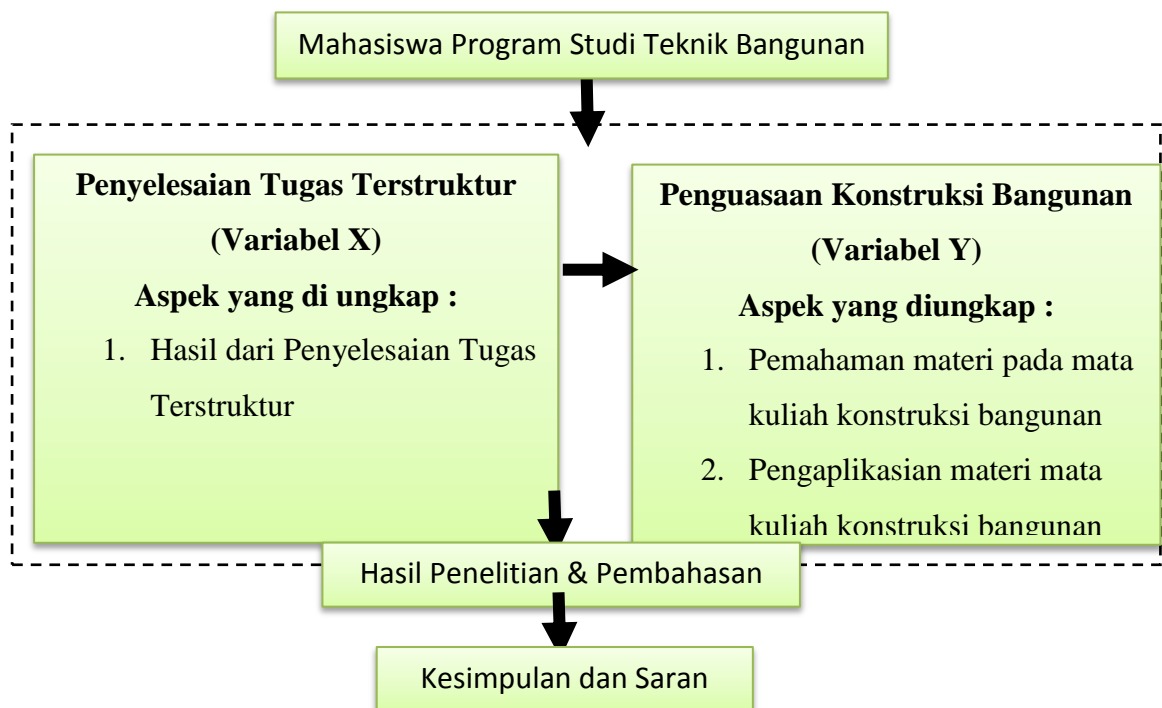 Mahasiswa Program Studi Teknik Bangunan
Penyelesaian Tugas Terstruktur
(Variabel X)
Aspek yang di ungkap :
1. Hasil dari Penyelesaian Tugas
Terstruktur
Penguasaan Konstruksi Bangunan
(Variabel Y)
Aspek yang diungkap :
1. Pemahaman materi pada mata
kuliah konstruksi bangunan
2. Pengaplikasian materi mata
kuliah konstruksi bangunan
Hasil Penelitian & Pembahasan
Kesimpulan dan Saran